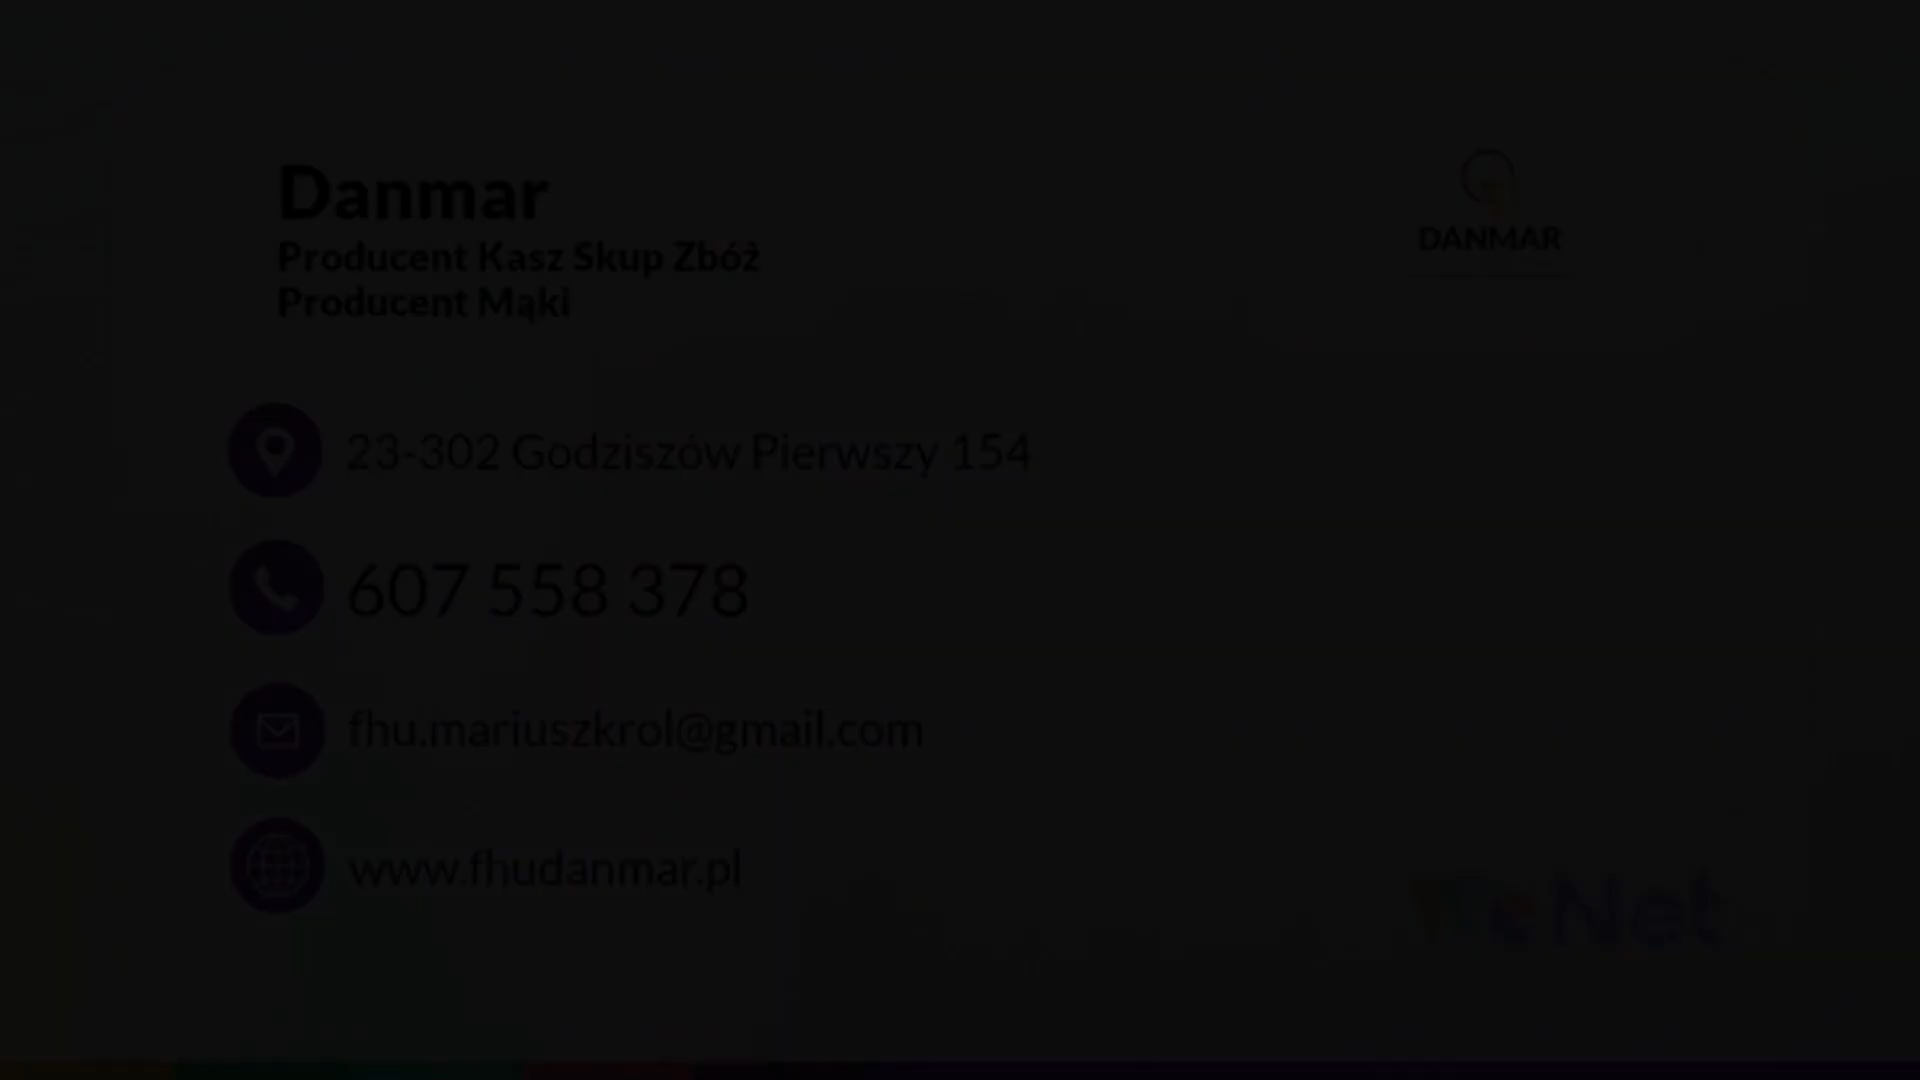 Danmar
Producent Kasz Skup Zbóż
Producent Mąki
DANMAR
23-302 Godziszów Pierwszy 154
607 558 378
fhu.mariuszkrol@gmail.com
www.fhudanmar.pl
WeNet